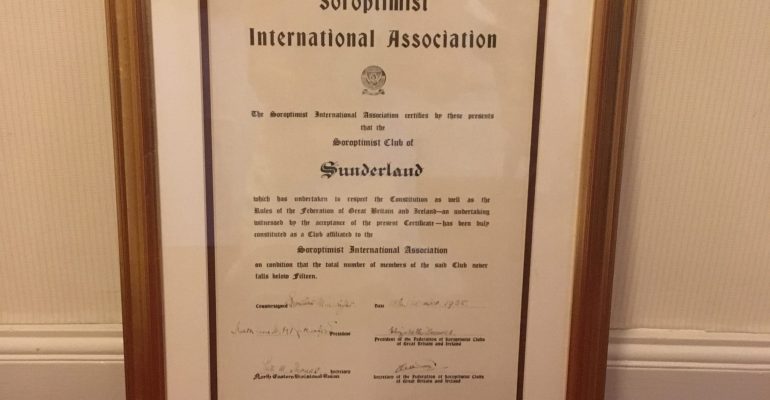 Soroptimist
International Association
The Soroptimist International Association certifies by these presents
that the
Soroptimist Club of
Sunderland
which has undertaken to respect the Constitution as well as the
Rules of the Federation of Great Britain and Ireland—an undertaking
witnessed by the acceptance of the present Certificate—has been duly
constituted as a Club affiliated to the
Soroptimist International Association
on condition that the total number of members of the said Club never
falls below Fifteen.
Countersigned Date
President
President of the Federation of Soroptimist Clubs
of Great Britain and Ireland
Secretary
North Eastern Divisional Union
Secretary of the Federation of Soroptimist Clubs
of Great Britain and Ireland